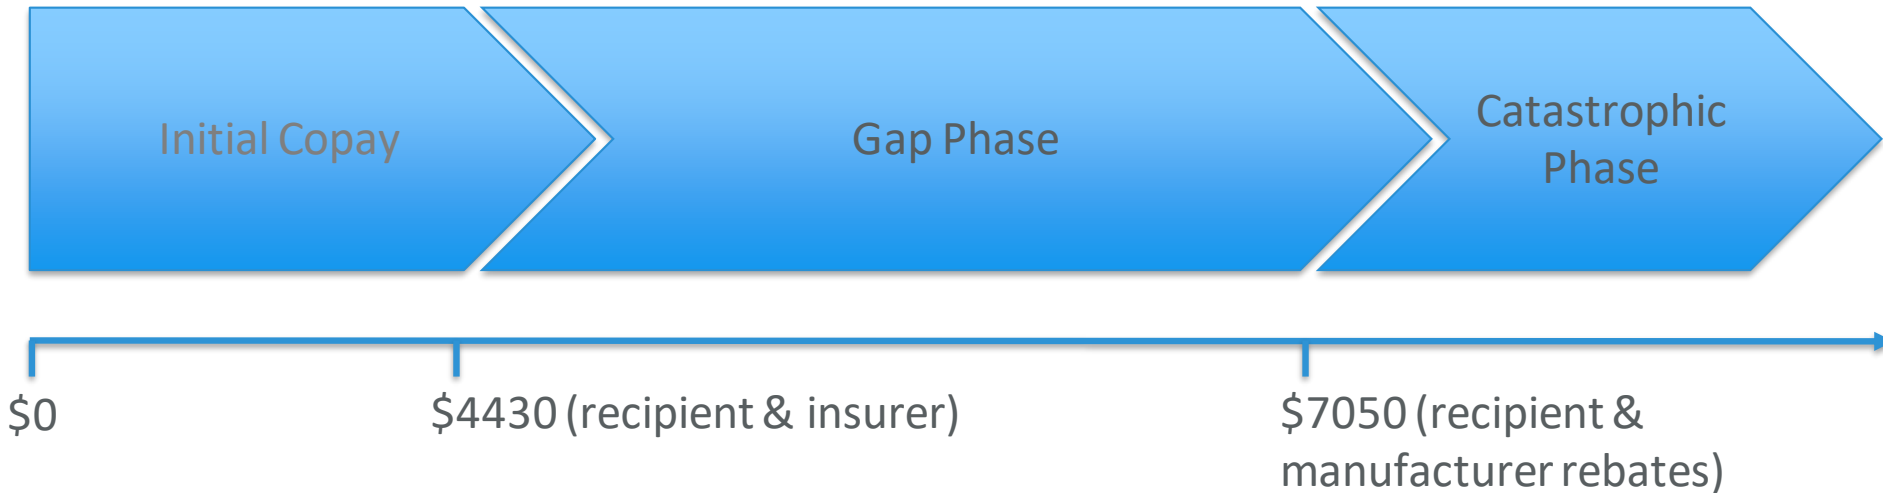 Initial Copay
Gap Phase
Catastrophic
Phase
$0
$4430 (recipient & insurer)
$7050 (recipient &
manufacturer rebates)